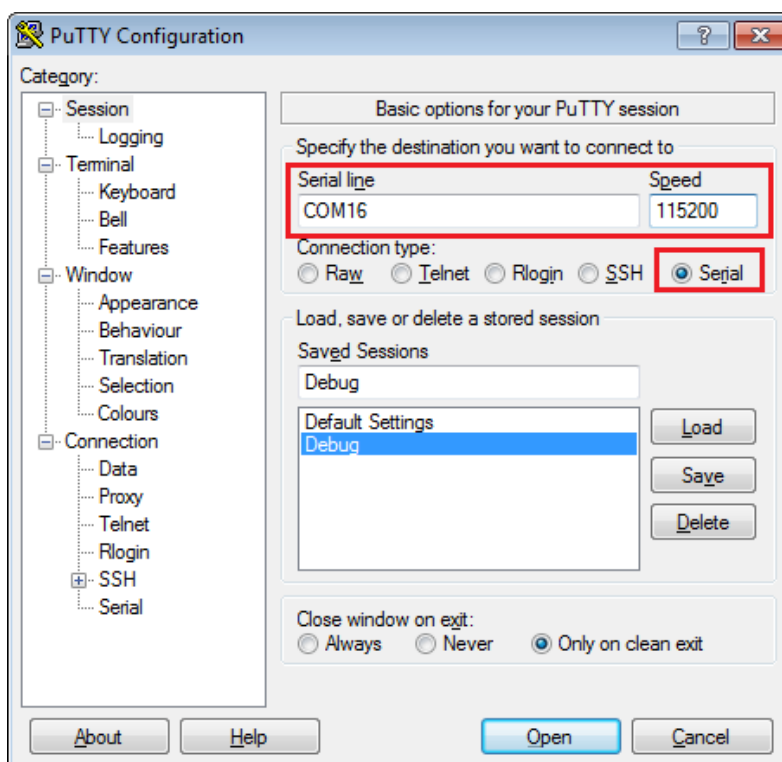 PuTTY Configuration
Category:
Session
Logging
Terminal
Keyboard
Bell
Features
Window
Appearance
Behaviour
Translation
Selection
Colours
Connection
Data
Proxy
Telnet
Rlogin
SSH
Serial
Basic options for your PuTTY session
Specify the destination you want to connect to
Serial line Speed
COM16 115200
Connection type:
Raw Telnet Rlogin SSH Serial
Load, save or delete a stored session
Saved Sessions
Debug
Default Settings
Debug
Load
Save
Delete
Close window on exit:
Always Never Only on clean exit
About Help Open Cancel